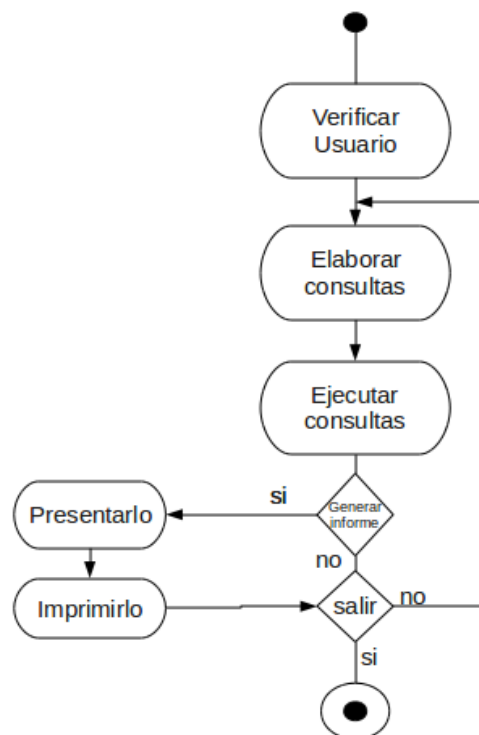 Verificar
Usuario
Elaborar
consultas
Ejecutar
consultas
si
Generar
informe
Presentarlo
no
Imprimirlo
salir
no
si